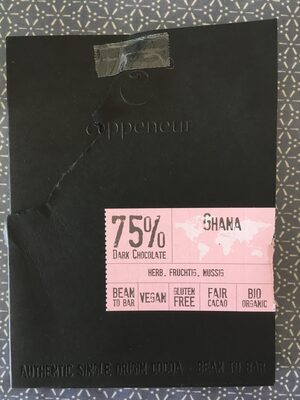 coppeneur
75%
DARK CHOCOLATE
GHANA
HERB, FRUCHTIG, NUSSIG
BEAN TO BAR
VEGAN
GLUTEN FREE
FAIR CACAO
BIO ORGANIC
AUTHENTIC SINGLE ORIGIN COCOA - BEAN TO BAR